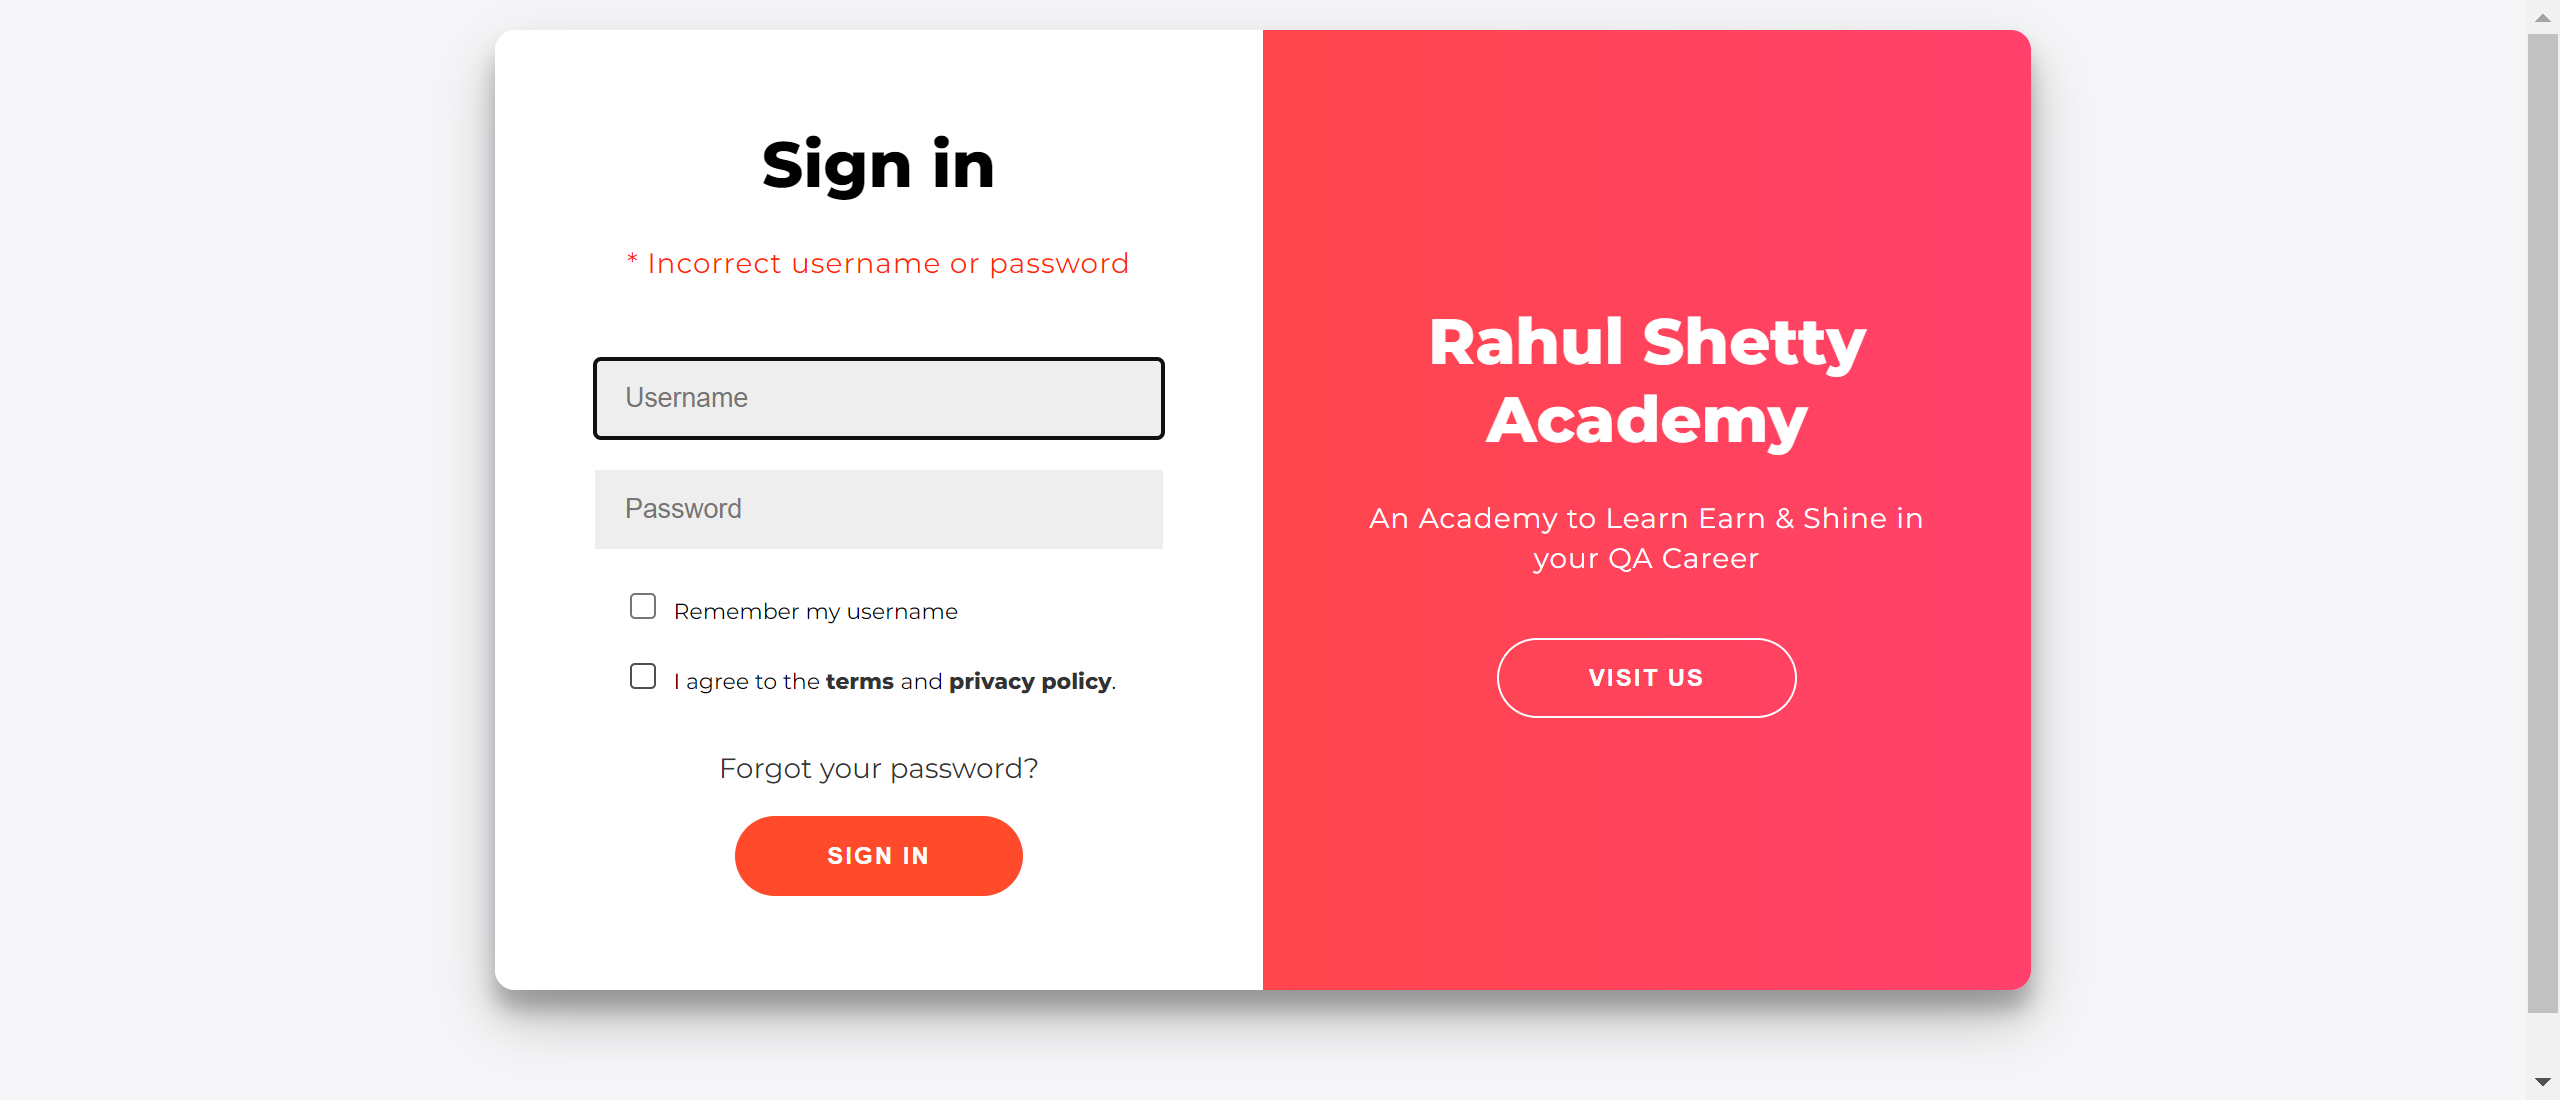 Sign in
* Incorrect username or password
Username
Password
Remember my username
I agree to the terms and privacy policy.
Forgot your password?
SIGN IN
Rahul Shetty
Academy
An Academy to Learn Earn & Shine in
your QA Career
VISIT US